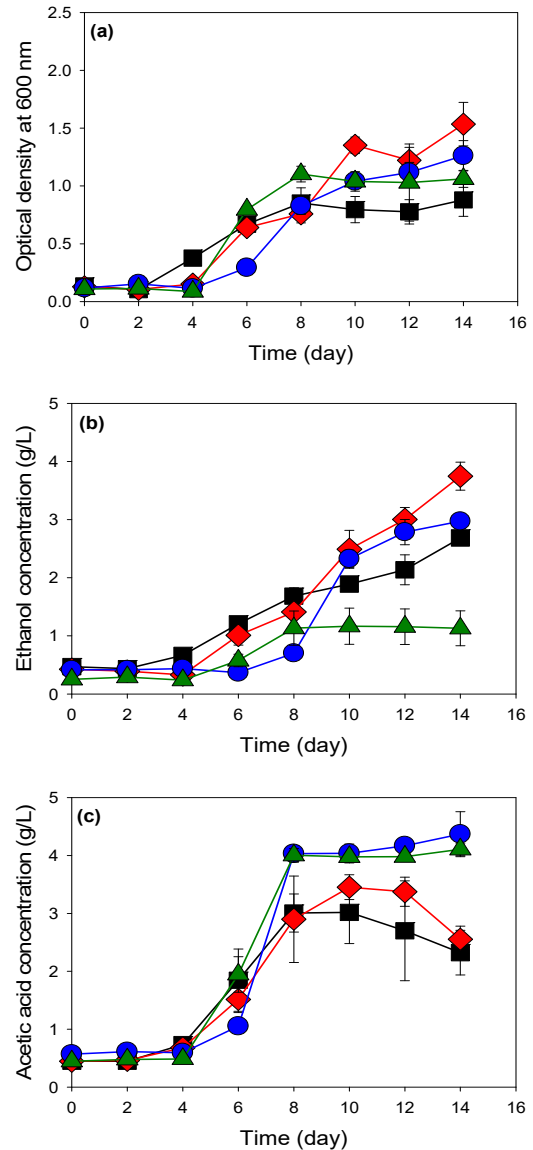 (a)
Optical density at 600 nm
2.5
2.0
1.5
1.0
0.5
0.0
0 2 4 6 8 10 12 14 16
Time (day)
(b)
Ethanol concentration (g/L)
5
4
3
2
1
0
0 2 4 6 8 10 12 14 16
Time (day)
(c)
Acetic acid concentration (g/L)
5
4
3
2
1
0
0 2 4 6 8 10 12 14 16
Time (day)